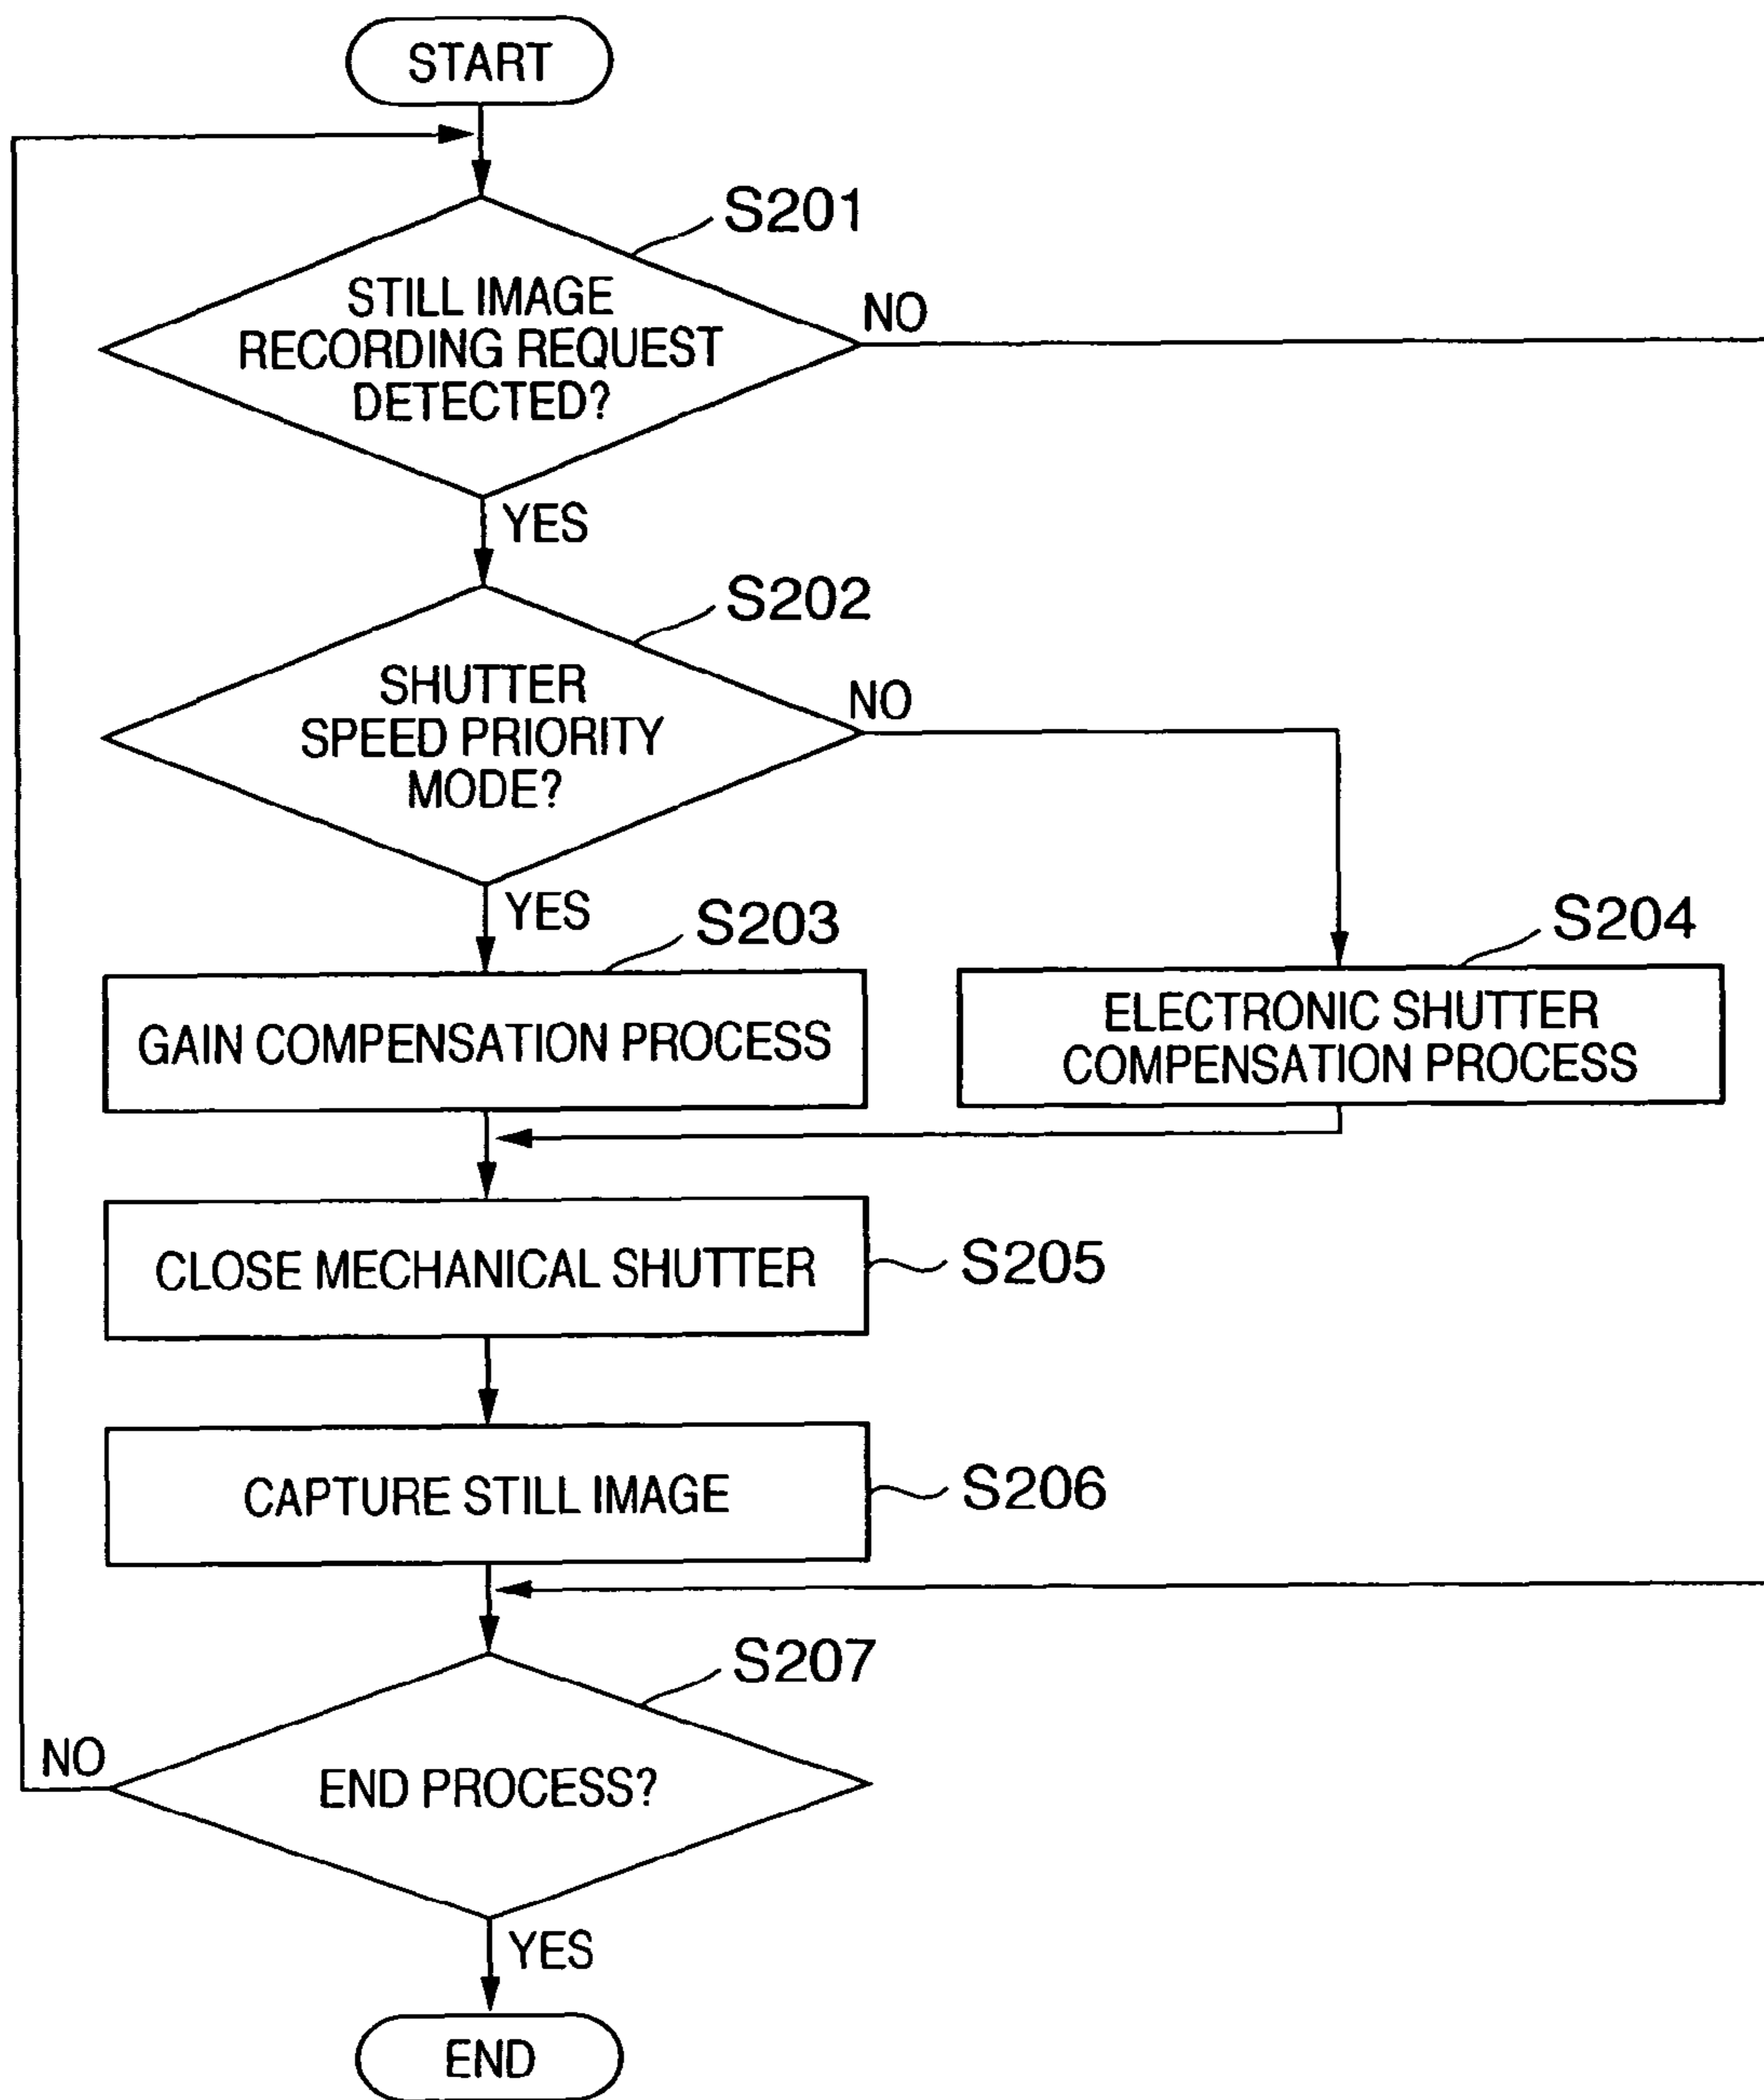 START
S201
STILL IMAGE
RECORDING REQUEST
DETECTED?
NO
YES
S202
SHUTTER
SPEED PRIORITY
MODE?
NO
YES
S203
GAIN COMPENSATION PROCESS
S204
ELECTRONIC SHUTTER
COMPENSATION PROCESS
CLOSE MECHANICAL SHUTTER
S205
CAPTURE STILL IMAGE
S206
S207
END PROCESS?
NO
YES
END